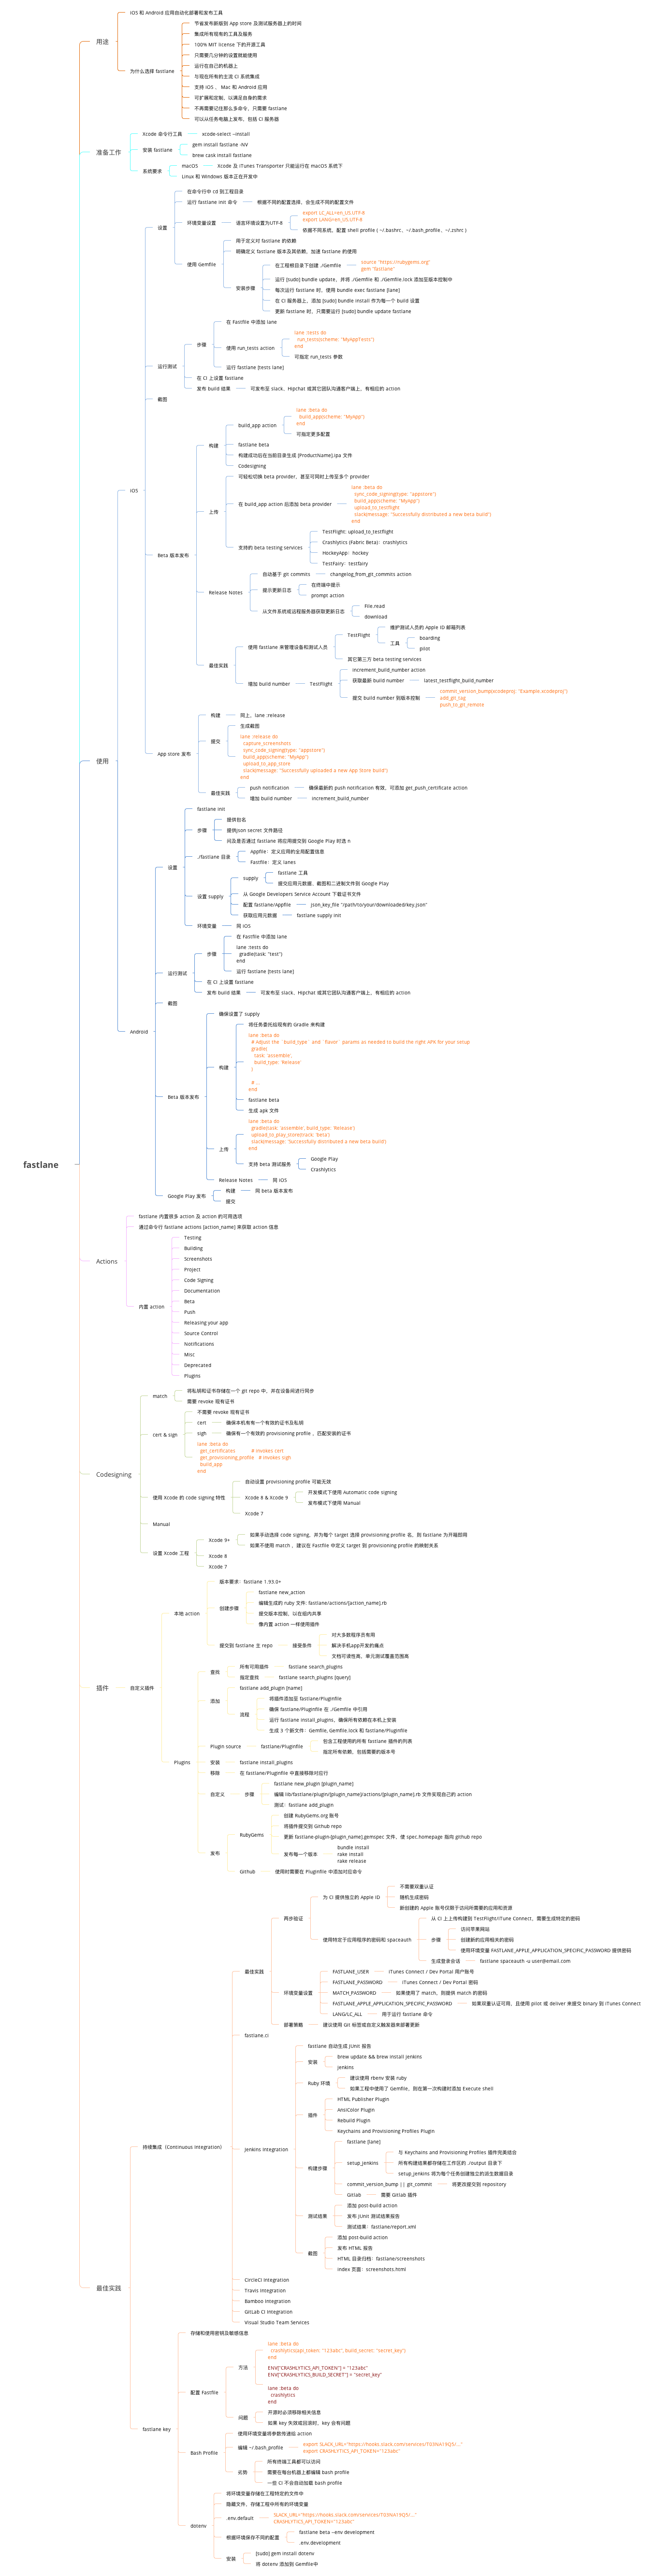 fastlane
用途
iOS 和 Android 应用自动化部署和发布工具
为什么选择 fastlane
节省发布新版到 App store 及测试服务器上的时间
集成所有现有的工具及服务
100% MIT license 下的开源工具
只需要几分钟的设置就能使用
运行在自己的机器上
与现在所有的主流 CI 系统集成
支持 iOS 、 Mac 和 Android 应用
可扩展和定制，以满足自身的需求
不再需要记住那么多命令，只需要 fastlane
可以从任务电脑上发布，包括 CI 服务器
准备工作
Xcode 命令行工具
xcode-select --install
安装 fastlane
gem install fastlane -NV
brew cask install fastlane
系统要求
macOS
Xcode 及 iTunes Transporter 只能运行在 macOS 系统下
Linux 和 Windows 版本正在开发中
使用
iOS
设置
在命令行中 cd 到工程目录
运行 fastlane init 命令
根据不同的配置选择，会生成不同的配置文件
环境变量设置
语言环境设置为UTF-8
export LC_ALL=en_US.UTF-8
export LANG=en_US.UTF-8
依据不同系统，配置 shell profile ( ~/.bashrc、~/.bash_profile、~/.zshrc )
使用 Gemfile
用于定义对 fastlane 的依赖
明确定义 fastlane 版本及其依赖，加速 fastlane 的使用
安装步骤
在工程根目录下创建 ./Gemfile
source "https://rubygems.org"
gem "fastlane"
运行 [sudo] bundle update，并将 ./Gemfile 和 ./Gemfile.lock 添加至版本控制中
每次运行 fastlane 时，使用 bundle exec fastlane [lane]
在 CI 服务器上，添加 [sudo] bundle install 作为每一个 build 设置
更新 fastlane 时，只需要运行 [sudo] bundle update fastlane
运行测试
步骤
在 Fastfile 中添加 lane
使用 run_tests action
lane :tests do
run_tests(scheme: "MyAppTests")
end
可指定 run_tests 参数
运行 fastlane [tests lane]
在 CI 上设置 fastlane
发布 build 结果
可发布至 slack、Hipchat 或其它团队沟通客户端上，有相应的 action
截图
Beta 版本发布
构建
build_app action
lane :beta do
build_app(scheme: "MyApp")
end
可指定更多配置
fastlane beta
构建成功后在当前目录生成 [ProductName].ipa 文件
Codesigning
上传
可轻松切换 beta provider，甚至可同时上传至多个 provider
在 build_app action 后添加 beta provider
lane :beta do
sync_code_signing(type: "appstore")
build_app(scheme: "MyApp")
upload_to_testflight
slack(message: "Successfully distributed a new beta build")
end
支持的 beta testing services
TestFlight: upload_to_testflight
Crashlytics (Fabric Beta)：crashlytics
HockeyApp：hockey
TestFairy：testfairy
Release Notes
自动基于 git commits
changelog_from_git_commits action
提示更新日志
在终端中提示
prompt action
从文件系统或远程服务器获取更新日志
File.read
download
最佳实践
使用 fastlane 来管理设备和测试人员
TestFlight
维护测试人员的 Apple ID 邮箱列表
工具
boarding
pilot
其它第三方 beta testing services
增加 build number
TestFlight
increment_build_number action
获取最新 build number
latest_testflight_build_number
提交 build number 到版本控制
commit_version_bump(xcodeproj: "Example.xcodeproj")
add_git_tag
push_to_git_remote
App store 发布
构建
同上，lane :release
提交
生成截图
lane :release do
capture_screenshots
sync_code_signing(type: "appstore")
build_app(scheme: "MyApp")
upload_to_app_store
slack(message: "Successfully uploaded a new App Store build")
end
最佳实践
push notification
确保最新的 push notification 有效，可添加 get_push_certificate action
增加 build number
increment_build_number
Android
设置
fastlane init
步骤
提供包名
提供json secret 文件路径
问及是否通过 fastlane 将应用提交到 Google Play 时选 n
./fastlane 目录
Appfile：定义应用的全局配置信息
Fastfile：定义 lanes
设置 supply
supply
fastlane 工具
提交应用元数据、截图和二进制文件到 Google Play
从 Google Developers Service Account 下载证书文件
配置 fastlane/Appfile
json_key_file "/path/to/your/downloaded/key.json"
获取应用元数据
fastlane supply init
环境变量
同 iOS
运行测试
步骤
在 Fastfile 中添加 lane
lane :tests do
gradle(task: "test")
end
运行 fastlane [tests lane]
在 CI 上设置 fastlane
发布 build 结果
可发布至 slack、Hipchat 或其它团队沟通客户端上，有相应的 action
截图
Beta 版本发布
确保设置了 supply
构建
将任务委托给现有的 Gradle 来构建
lane :beta do
# Adjust the `build_type` and `flavor` params as needed to build the right APK for your setup
gradle(
task: 'assemble',
build_type: 'Release'
)
# ...
end
fastlane beta
生成 apk 文件
上传
lane :beta do
gradle(task: 'assemble', build_type: 'Release')
upload_to_play_store(track: 'beta')
slack(message: 'Successfully distributed a new beta build')
end
支持 beta 测试服务
Google Play
Crashlytics
Release Notes
同 iOS
Google Play 发布
构建
同 beta 版本发布
提交
Actions
fastlane 内置很多 action 及 action 的可用选项
通过命令行 fastlane actions [action_name] 来获取 action 信息
内置 action
Testing
Building
Screenshots
Project
Code Signing
Documentation
Beta
Push
Releasing your app
Source Control
Notifications
Misc
Deprecated
Plugins
Codesigning
match
将私钥和证书存储在一个 git repo 中，并在设备间进行同步
需要 revoke 现有证书
cert & sign
不需要 revoke 现有证书
cert
确保本机有有一个有效的证书及私钥
sigh
确保有一个有效的 provisioning profile ，匹配安装的证书
lane :beta do
get_certificates # invokes cert
get_provisioning_profile # invokes sigh
build_app
end
使用 Xcode 的 code signing 特性
自动设置 provisioning profile 可能无效
Xcode 8 & Xcode 9
开发模式下使用 Automatic code signing
发布模式下使用 Manual
Xcode 7
Manual
设置 Xcode 工程
Xcode 9+
如果手动选择 code signing，并为每个 target 选择 provisioning profile 名，则 fastlane 为开箱即用
如果不使用 match ，建议在 Fastfile 中定义 target 到 provisioning profile 的映射关系
Xcode 8
Xcode 7
插件
自定义插件
本地 action
版本要求：fastlane 1.93.0+
创建步骤
fastlane new_action
编辑生成的 ruby 文件: fastlane/actions/[action_name].rb
提交版本控制，以在组内共享
像内置 action 一样使用插件
提交到 fastlane 主 repo
接受条件
对大多数程序员有用
解决手机app开发的痛点
文档可读性高，单元测试覆盖范围高
Plugins
查找
所有可用插件
fastlane search_plugins
指定查找
fastlane search_plugins [query]
添加
fastlane add_plugin [name]
流程
将插件添加至 fastlane/Pluginfile
确保 fastlane/Pluginfile 在 ./Gemfile 中引用
运行 fastlane install_plugins，确保所有依赖在本机上安装
生成 3 个新文件：Gemfile, Gemfile.lock 和 fastlane/Pluginfile
Plugin source
fastlane/Pluginfile
包含工程使用的所有 fastlane 插件的列表
指定所有依赖，包括需要的版本号
安装
fastlane install_plugins
移除
在 fastlane/Pluginfile 中直接移除对应行
自定义
步骤
fastlane new_plugin [plugin_name]
编辑 lib/fastlane/plugin/[plugin_name]/actions/[plugin_name].rb 文件实现自己的 action
测试：fastlane add_plugin
发布
RubyGems
创建 RubyGems.org 账号
将插件提交到 Github repo
更新 fastlane-plugin-[plugin_name].gemspec 文件，使 spec.homepage 指向 github repo
发布每一个版本
bundle install
rake install
rake release
Github
使用时需要在 Pluginfile 中添加对应命令
最佳实践
持续集成（Continuous Integration）
最佳实践
两步验证
为 CI 提供独立的 Apple ID
不需要双重认证
随机生成密码
新创建的 Apple 账号仅限于访问所需要的应用和资源
使用特定于应用程序的密码和 spaceauth
从 CI 上上传构建到 TestFlight/iTune Connect，需要生成特定的密码
步骤
访问苹果网站
创建新的应用相关的密码
使用环境变量 FASTLANE_APPLE_APPLICATION_SPECIFIC_PASSWORD 提供密码
生成登录会话
fastlane spaceauth -u user@email.com
环境变量设置
FASTLANE_USER
iTunes Connect / Dev Portal 用户账号
FASTLANE_PASSWORD
iTunes Connect / Dev Portal 密码
MATCH_PASSWORD
如果使用了 match，则提供 match 的密码
FASTLANE_APPLE_APPLICATION_SPECIFIC_PASSWORD
如果双重认证可用，且使用 pilot 或 deliver 来提交 binary 到 iTunes Connect
LANG/LC_ALL
用于运行 fastlane 命令
部署策略
建议使用 Git 标签或自定义触发器来部署更新
fastlane.ci
Jenkins Integration
fastlane 自动生成 JUnit 报告
安装
brew update && brew install jenkins
jenkins
Ruby 环境
建议使用 rbenv 安装 ruby
如果工程中使用了 Gemfile，则在第一次构建时添加 Execute shell
插件
HTML Publisher Plugin
AnsiColor Plugin
Rebuild Plugin
Keychains and Provisioning Profiles Plugin
构建步骤
fastlane [lane]
setup_jenkins
与 Keychains and Provisioning Profiles 插件完美结合
所有构建结果都存储在工作区的 ./output 目录下
setup_jenkins 将为每个任务创建独立的派生数据目录
commit_version_bump || git_commit
将更改提交到 repository
Gitlab
需要 Gitlab 插件
测试结果
添加 post-build action
发布 JUnit 测试结果报告
测试结果：fastlane/report.xml
截图
添加 post-build action
发布 HTML 报告
HTML 目录归档：fastlane/screenshots
index 页面：screenshots.html
CircleCI Integration
Travis Integration
Bamboo Integration
GitLab CI Integration
Visual Studio Team Services
fastlane key
存储和使用密钥及敏感信息
配置 Fastfile
方法
lane :beta do
crashlytics(api_token: "123abc", build_secret: "secret_key")
end
ENV["CRASHLYTICS_API_TOKEN"] = "123abc"
ENV["CRASHLYTICS_BUILD_SECRET"] = "secret_key"
lane :beta do
crashlytics
end
问题
开源时必须移除相关信息
如果 key 失效或回滚时，key 会有问题
Bash Profile
使用环境变量将参数传递给 action
编辑 ~/.bash_profile
export SLACK_URL="https://hooks.slack.com/services/T03NA19Q5/..."
export CRASHLYTICS_API_TOKEN="123abc"
劣势
所有终端工具都可以访问
需要在每台机器上都编辑 bash profile
一些 CI 不会自动加载 bash profile
dotenv
将环境变量存储在工程特定的文件中
隐藏文件，存储工程中所有的环境变量
.env.default
SLACK_URL="https://hooks.slack.com/services/T03NA19Q5/..."
CRASHLYTICS_API_TOKEN="123abc"
根据环境保存不同的配置
fastlane beta --env development
.env.development
安装
[sudo] gem install dotenv
将 dotenv 添加到 Gemfile中